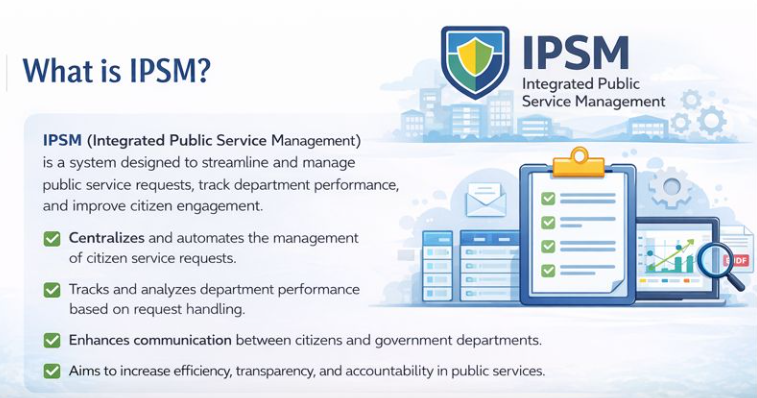 IPSM
Integrated Public
Service Management
What is IPSM?
IPSM (Integrated Public Service Management)
is a system designed to streamline and manage
public service requests, track department performance,
and improve citizen engagement.
Centralizes and automates the management
of citizen service requests.
Tracks and analyzes department performance
based on request handling.
Enhances communication between citizens and government departments.
Aims to increase efficiency, transparency, and accountability in public services.